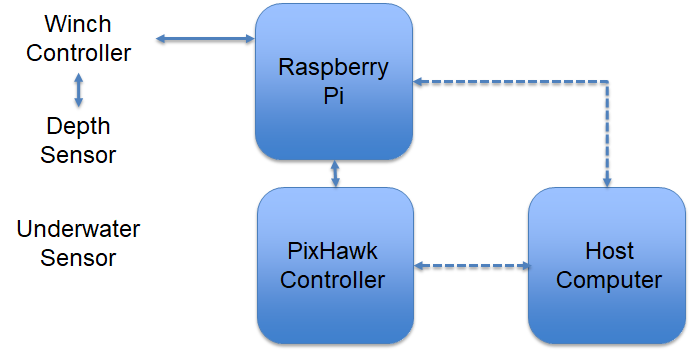 Winch
Controller
Raspberry
Pi
Depth
Sensor
Underwater
Sensor
PixHawk
Controller
Host
Computer